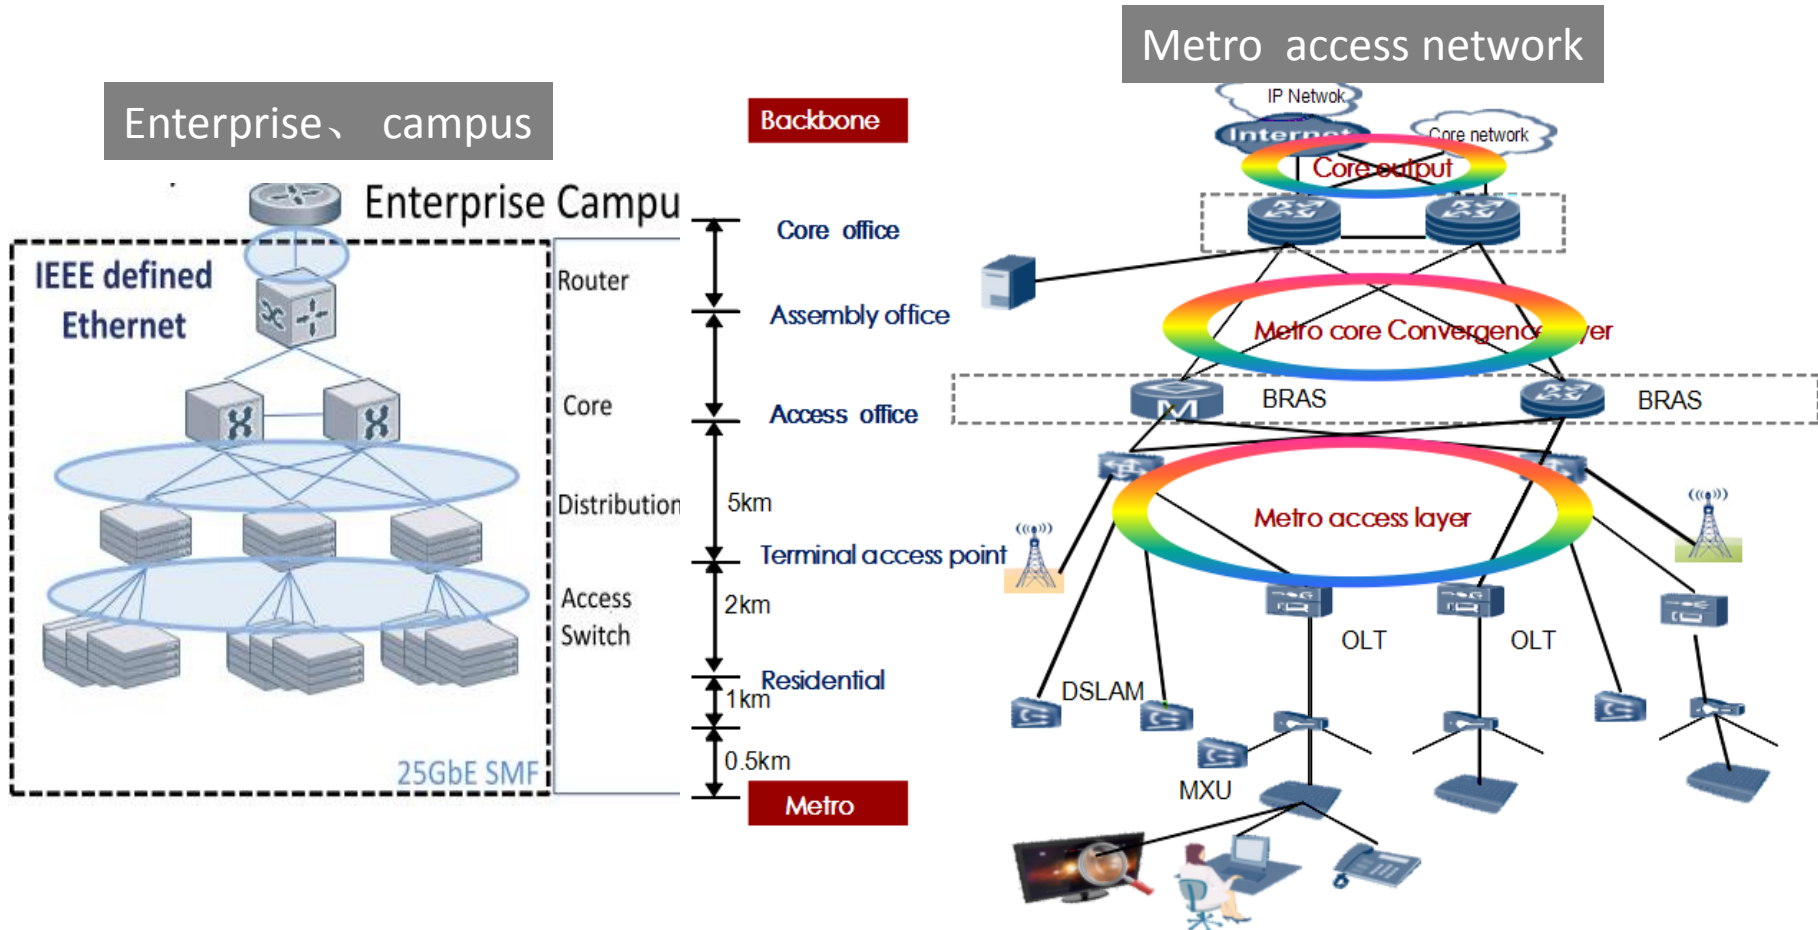 Metro  access network
Enterprise、 campus
Backbone
IP Netwok
Internet
Core network
Core output
Enterprise Campu
Core office
IEEE defined
Ethernet
Router
Assembly office
Metro core Convergence
yer
Core
Access office
BRAS
BRAS
Distribution
5km
Metro access layer
Terminal access point
Access
Switch
2km
OLT
OLT
Residential
1km
DSLAM
25GbE SMF
0.5km
MXU
Metro